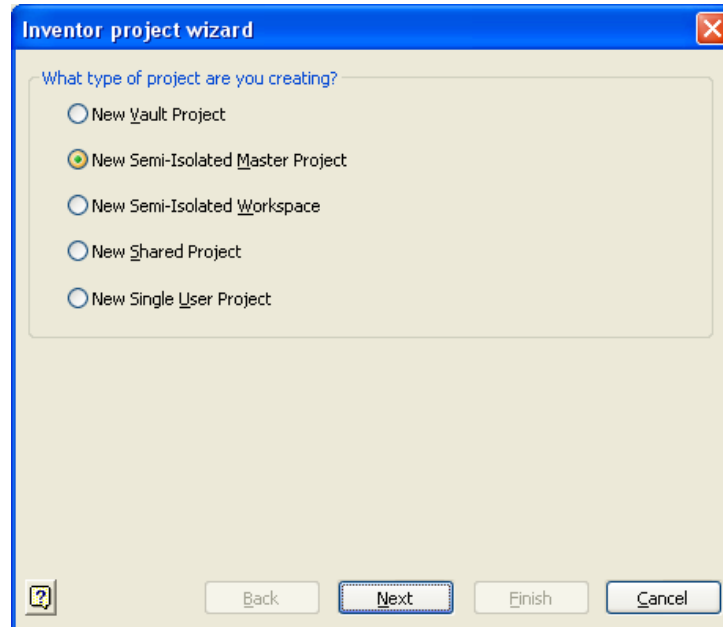 Inventor project wizard
What type of project are you creating?
New Vault Project
New Semi-Isolated Master Project
New Semi-Isolated Workspace
New Shared Project
New Single User Project
? Back Next Finish Cancel